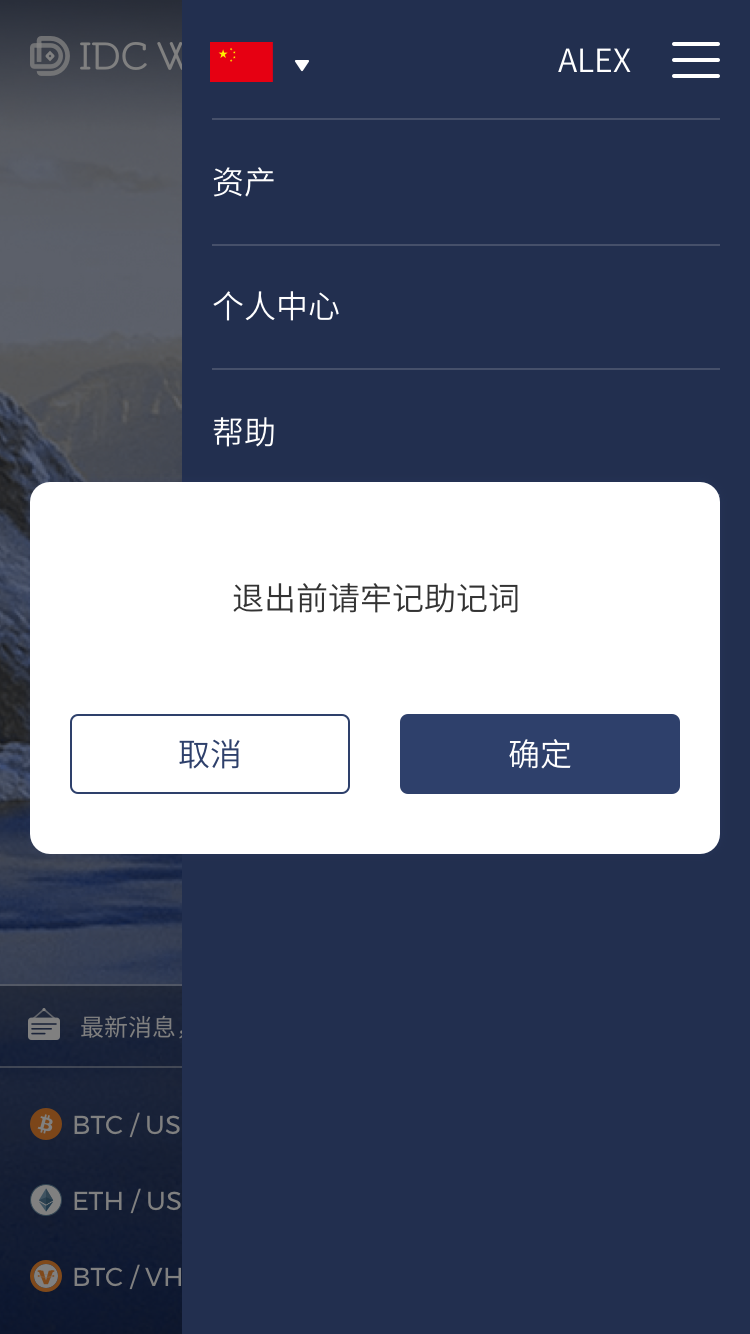 IDC W
ALEX
资产
个人中心
帮助
退出前请牢记助记词
取消
确定
最新消息，
BTC / US
ETH / US
BTC / VH